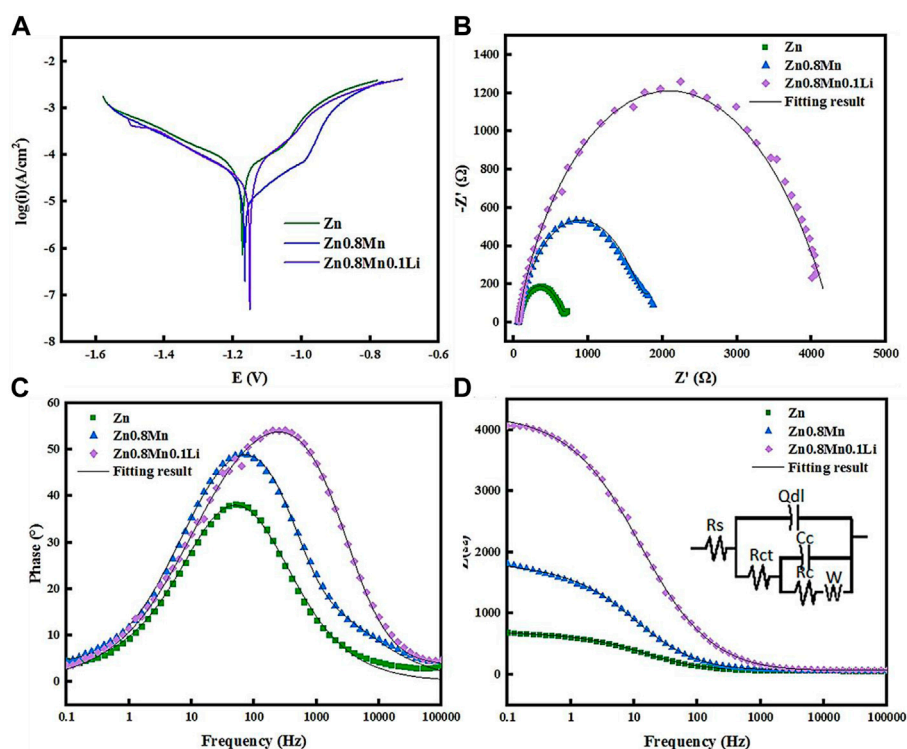 A
-2
-3
-4
-5
-6
-7
-8
log(i)(A/cm²)
Zn
Zn0.8Mn
Zn0.8Mn0.1Li
-1.6
-1.4
-1.2
-1.0
-0.8
-0.6
E (V)
B
1400
1200
1000
800
600
400
200
0
-Z' (Ω)
Zn
Zn0.8Mn
Zn0.8Mn0.1Li
Fitting result
0
1000
2000
3000
4000
5000
Z' (Ω)
C
60
50
40
30
20
10
0
Phase (°)
Zn
Zn0.8Mn
Zn0.8Mn0.1Li
Fitting result
0.1
1
10
100
1000
10000
100000
Frequency (Hz)
D
4000
3000
2000
1000
0
Zn
Zn0.8Mn
Zn0.8Mn0.1Li
Fitting result
Qdl
Cc
Rs
Rct
Rc
W
0.1
1
10
100
1000
10000
100000
Frequency (Hz)